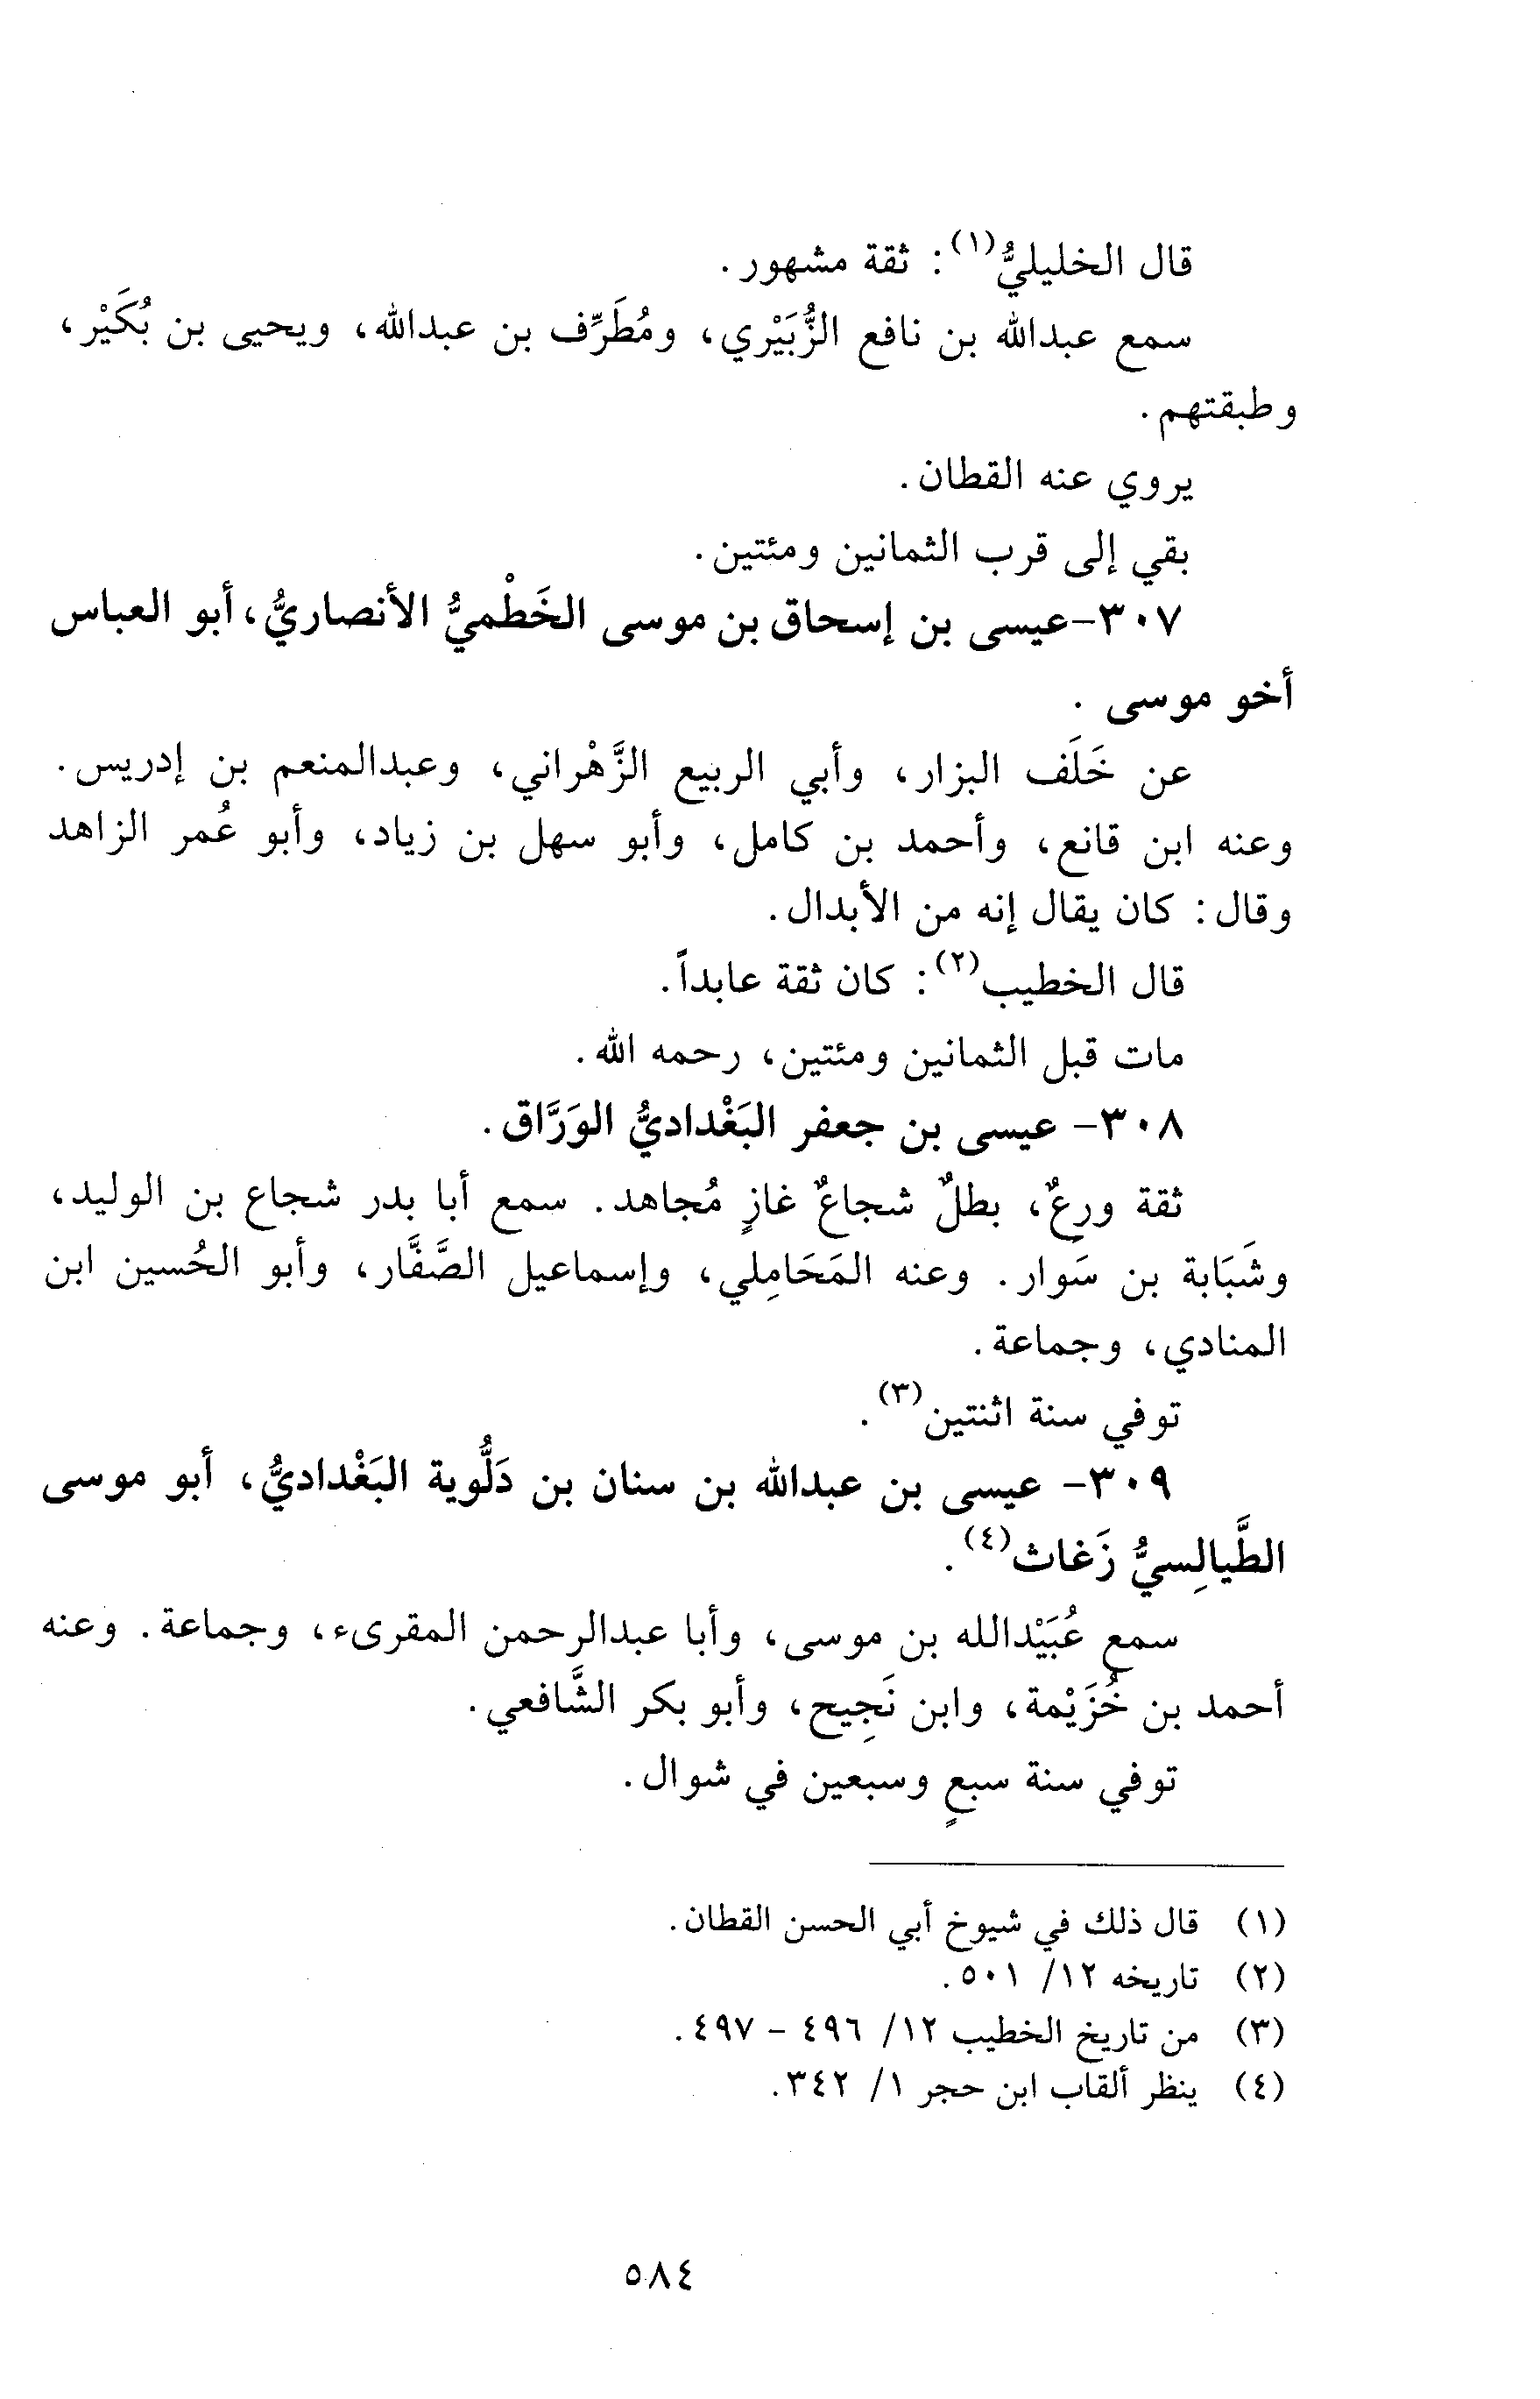 قال الخليليُّ(١): ثقة مشهور.
سمع عبدالله بن نافع الزُّبَيْري، ومُطَرِّف بن عبدالله، ويحيى بن بُكَيْر،
وطبقتهم.
يروي عنه القطان.
بقي إلى قرب الثمانين ومئتين.
٣٠٧-عيسى بن إسحاق بن موسى الخَطْميُّ الأنصاريُّ، أبو العباس
أخو موسى .
عن خَلَف البزار، وأبي الربيع الزَّهْراني، وعبدالمنعم بن إدريس.
وعنه ابن قانع، وأحمد بن كامل، وأبو سهل بن زياد، وأبو عُمر الزاهد
وقال: كان يقال إنه من الأبدال.
قال الخطيب(٢): كان ثقة عابداً.
مات قبل الثمانين ومئتين، رحمه الله.
٣٠٨- عيسى بن جعفر البَغْداديُّ الوَرَّاق.
ثقة ورِعٌ، بطلٌ شجاعٌ غازٍ مُجاهد. سمع أبا بدر شجاع بن الوليد،
وشَبَابة بن سَوار. وعنه المَحَامِلي، وإسماعيل الصَّفَّار، وأبو الحُسين ابن
المنادي، وجماعة.
توفي سنة اثنتين(٣).
٣٠٩- عيسى بن عبدالله بن سنان بن دَلُّوية البَغْداديُّ، أبو موسى
الطَّيالِسيُّ زَغاث(٤).
سمع عُبَيْدالله بن موسى، وأبا عبدالرحمن المقرىء، وجماعة. وعنه
أحمد بن خُزَيْمة، وابن نَجِيح، وأبو بكر الشَّافعي.
توفي سنة سبعٍ وسبعين في شوال.
(١) قال ذلك في شيوخ أبي الحسن القطان.
(٢) تاريخه ١٢/ ٥٠١.
(٣) من تاريخ الخطيب ١٢/ ٤٩٦ - ٤٩٧.
(٤) ينظر ألقاب ابن حجر ١/ ٣٤٢.
٥٨٤